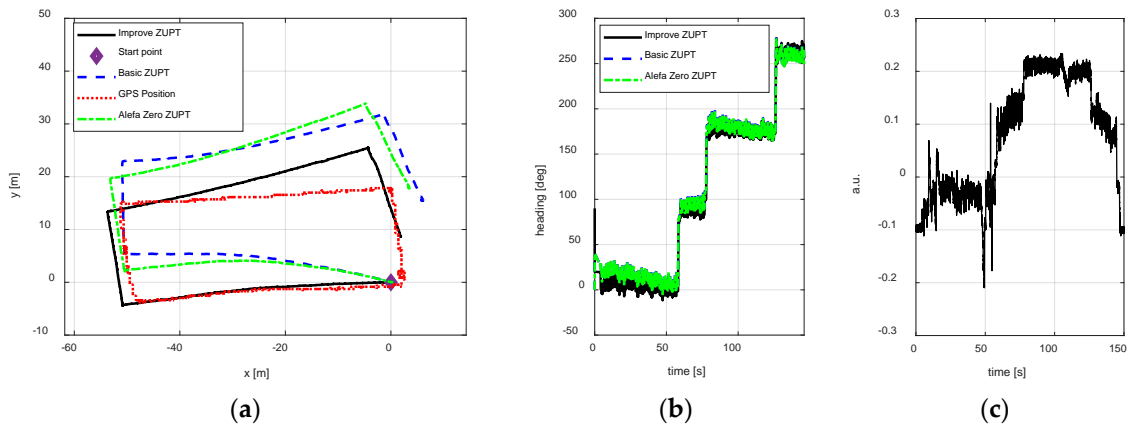 50
40
30
20
10
0
-10
y [m]
-60
-40
-20
0
x [m]
Improve ZUPT
Start point
Basic ZUPT
GPS Position
Alefa Zero ZUPT
(a)
300
250
200
150
100
50
0
-50
heading [deg]
0
50
100
time [s]
Improve ZUPT
Basic ZUPT
Alefa Zero ZUPT
(b)
0.3
0.2
0.1
0
-0.1
0.2
-0.3
a.u.
0
50
100
150
time [s]
(c)